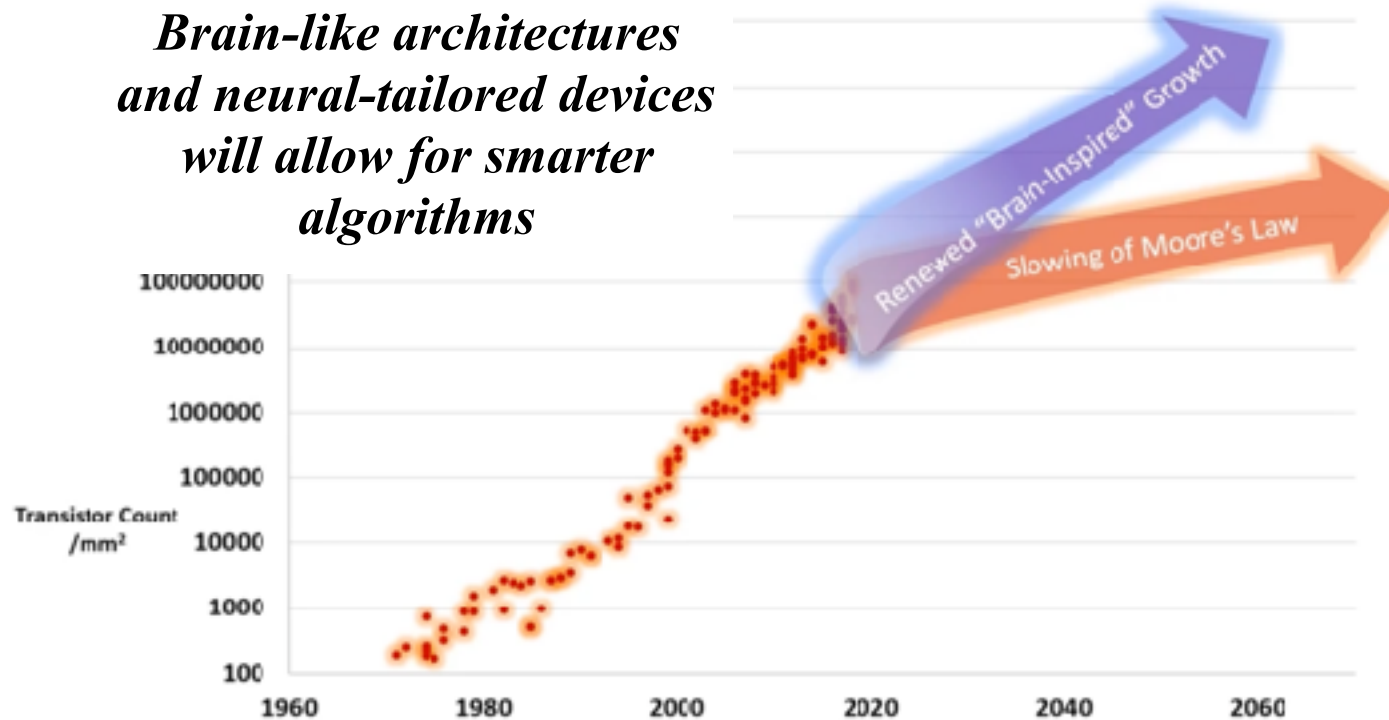 Brain-like architectures
and neural-tailored devices
will allow for smarter
algorithms
Renewed "Brain-Inspired" Growth
Slowing of Moore's Law
100000000
10000000
1000000
100000
10000
1000
100
Transistor Count
/mm²
1960 1980 2000 2020 2040 2060